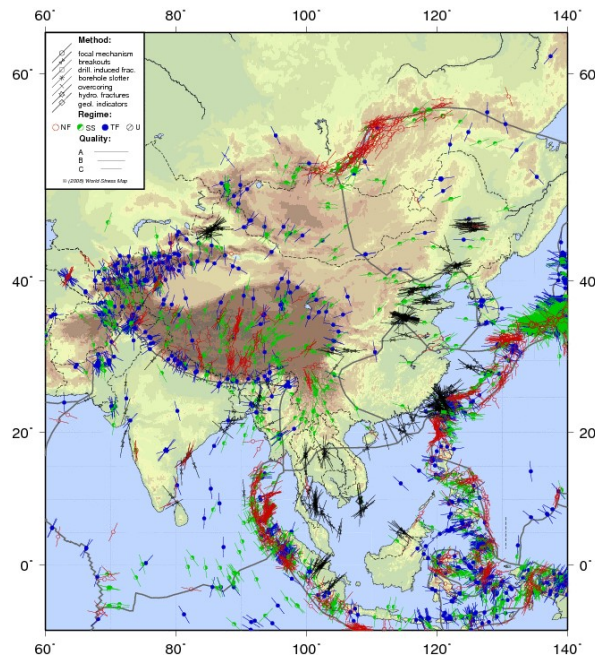 60˚ 80˚ 100˚ 120˚ 140˚
Method:
focal mechanism
breakouts
drill. induced frac.
borehole slotter
overcoring
hydro. fractures
geol. indicators
Regime:
NF SS TF U
Quality:
A
B
C
© (2008) World Stress Map
60˚ 60˚
40˚ 40˚
20˚ 20˚
0˚ 0˚
60˚ 80˚ 100˚ 120˚ 140˚